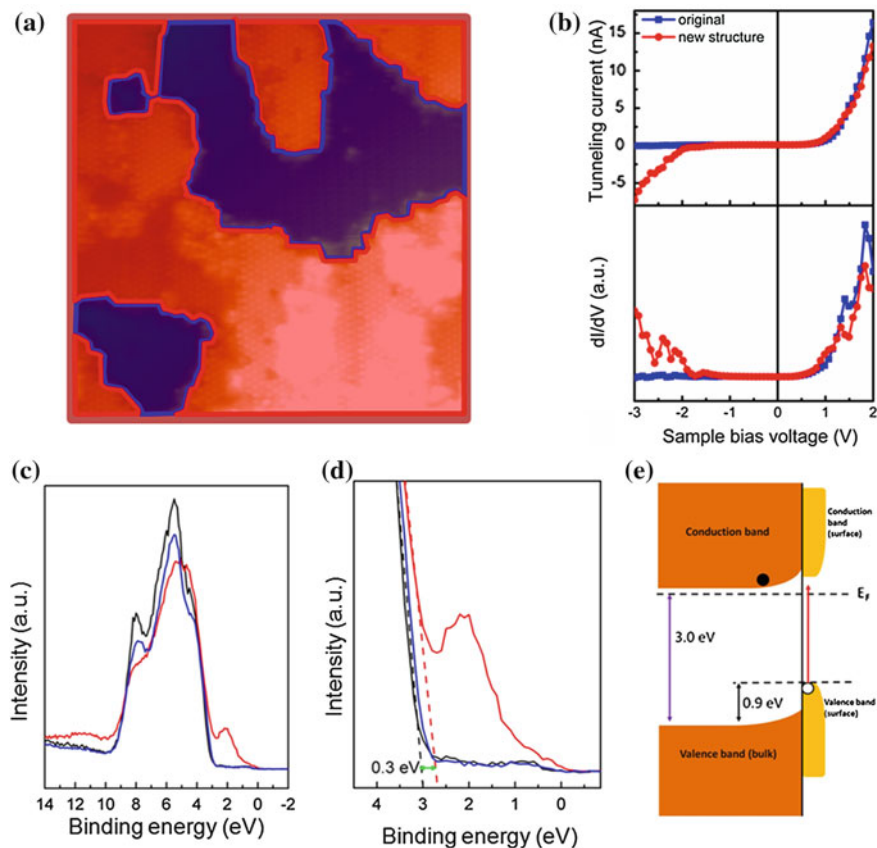 (a)
(b)
original
new structure
Tunneling current (nA)
15
10
5
0
-5
dI/dV (a.u.)
-3 -2 -1 0 1 2
Sample bias voltage (V)
(c)
Intensity (a.u.)
14 12 10 8 6 4 2 0 -2
Binding energy (eV)
(d)
Intensity (a.u.)
0.3 eV
4 3 2 1 0
Binding energy (eV)
(e)
Conduction band
Conduction
band
(surface)
E_F
3.0 eV
0.9 eV
Valence band
(surface)
Valence band (bulk)